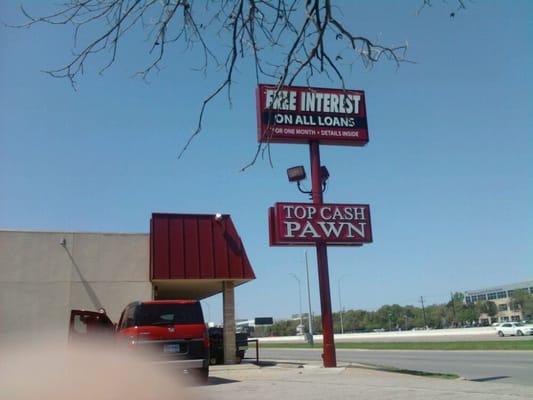 FREE INTEREST
ON ALL LOANS
FOR ONE MONTH • DETAILS INSIDE
TOP CASH
PAWN